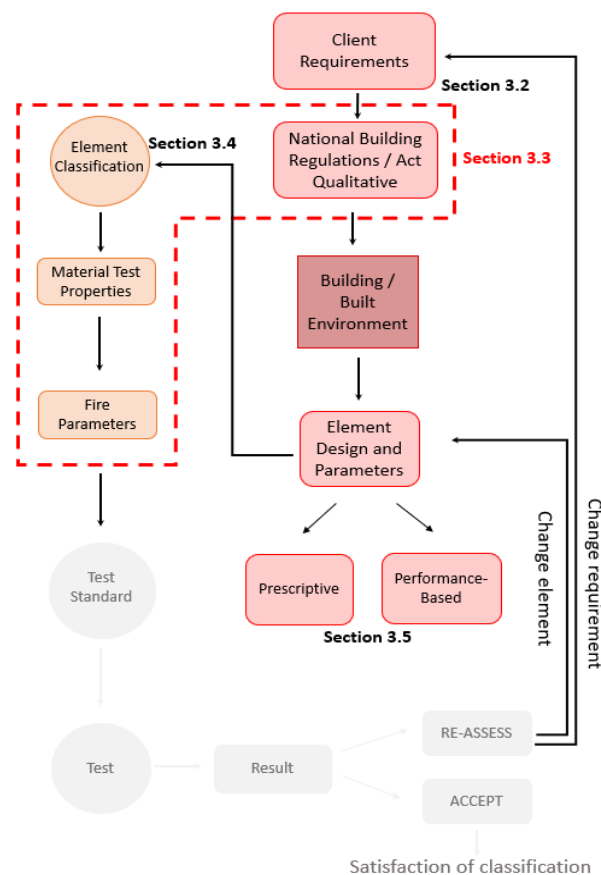 Client
Requirements
Section 3.2
Element
Classification
Section 3.4
National Building
Regulations / Act
Qualitative
Section 3.3
Material Test
Properties
Building /
Built
Environment
Fire
Parameters
Element
Design and
Parameters
Test
Standard
Prescriptive
Performance-
Based
Section 3.5
Change element
Change requirement
Test
Result
RE-ASSESS
ACCEPT
Satisfaction of classification